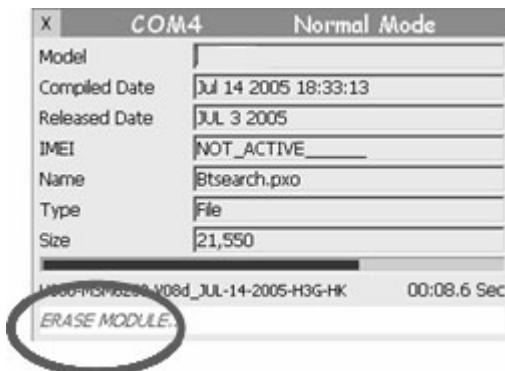 X COM4 Normal Mode
Model
Compiled Date Jul 14 2005 18:33:13
Released Date JUL 3 2005
IMEI NOT_ACTIVE______
Name Btsearch.pxo
Type File
Size 21,550
V08d_JUL-14-2005-H3G-HK 00:08.6 Sec
ERASE MODULE..